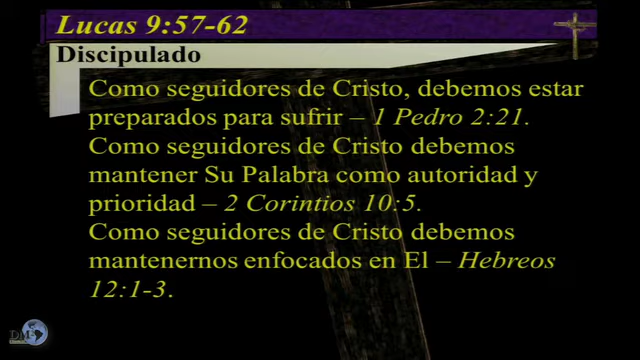 Lucas 9:57-62
Discipulado
Como seguidores de Cristo, debemos estar
preparados para sufrir – 1 Pedro 2:21.
Como seguidores de Cristo debemos
mantener Su Palabra como autoridad y
prioridad – 2 Corintios 10:5.
Como seguidores de Cristo debemos
mantenernos enfocados en El – Hebreos
12:1-3.